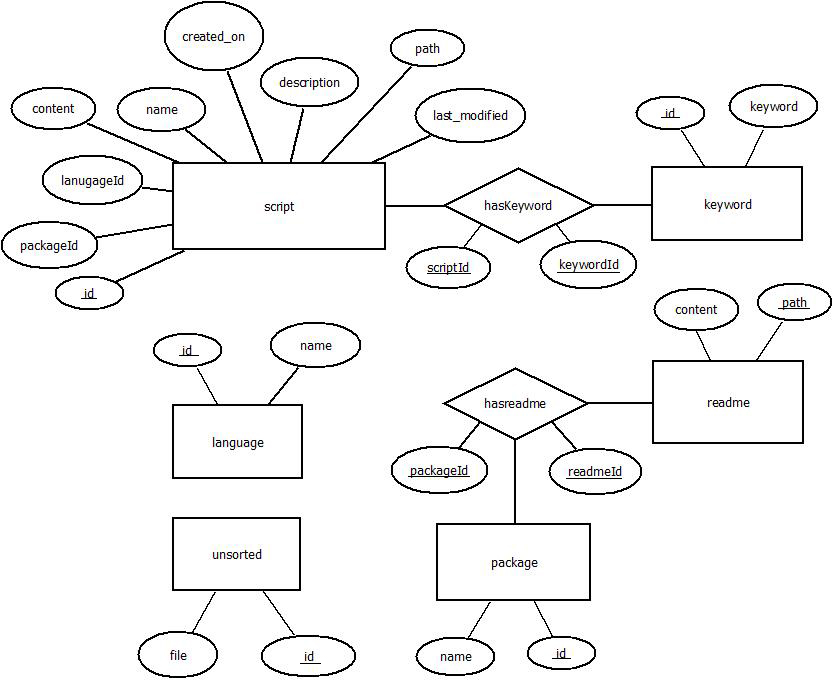 created_on
path
description
content
name
last_modified
id
keyword
lanugageId
script
hasKeyword
keyword
packageId
scriptId
keywordId
id
content
path
id
name
hasreadme
readme
language
packageId
readmeId
unsorted
package
file
id
name
id